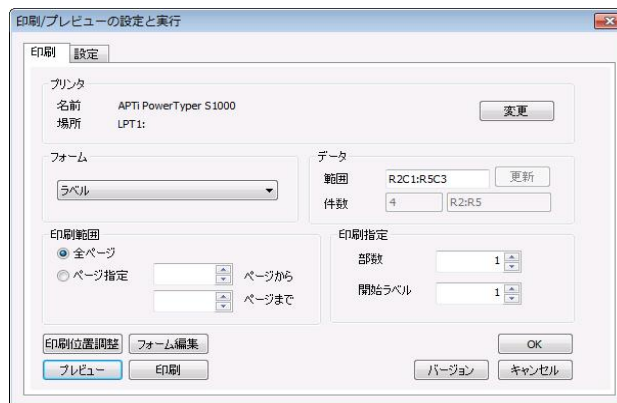 印刷/プレビューの設定と実行
印刷 設定
プリンタ
名前 APTi PowerTyper S1000
場所 LPT1:
変更
フォーム
ラベル
データ
範囲 R2C1:R5C3 更新
件数 4 R2:R5
印刷範囲
全ページ
ページ指定 ページから
ページまで
印刷指定
部数 1
開始ラベル 1
印刷位置調整 フォーム編集 OK
プレビュー 印刷 バージョン キャンセル